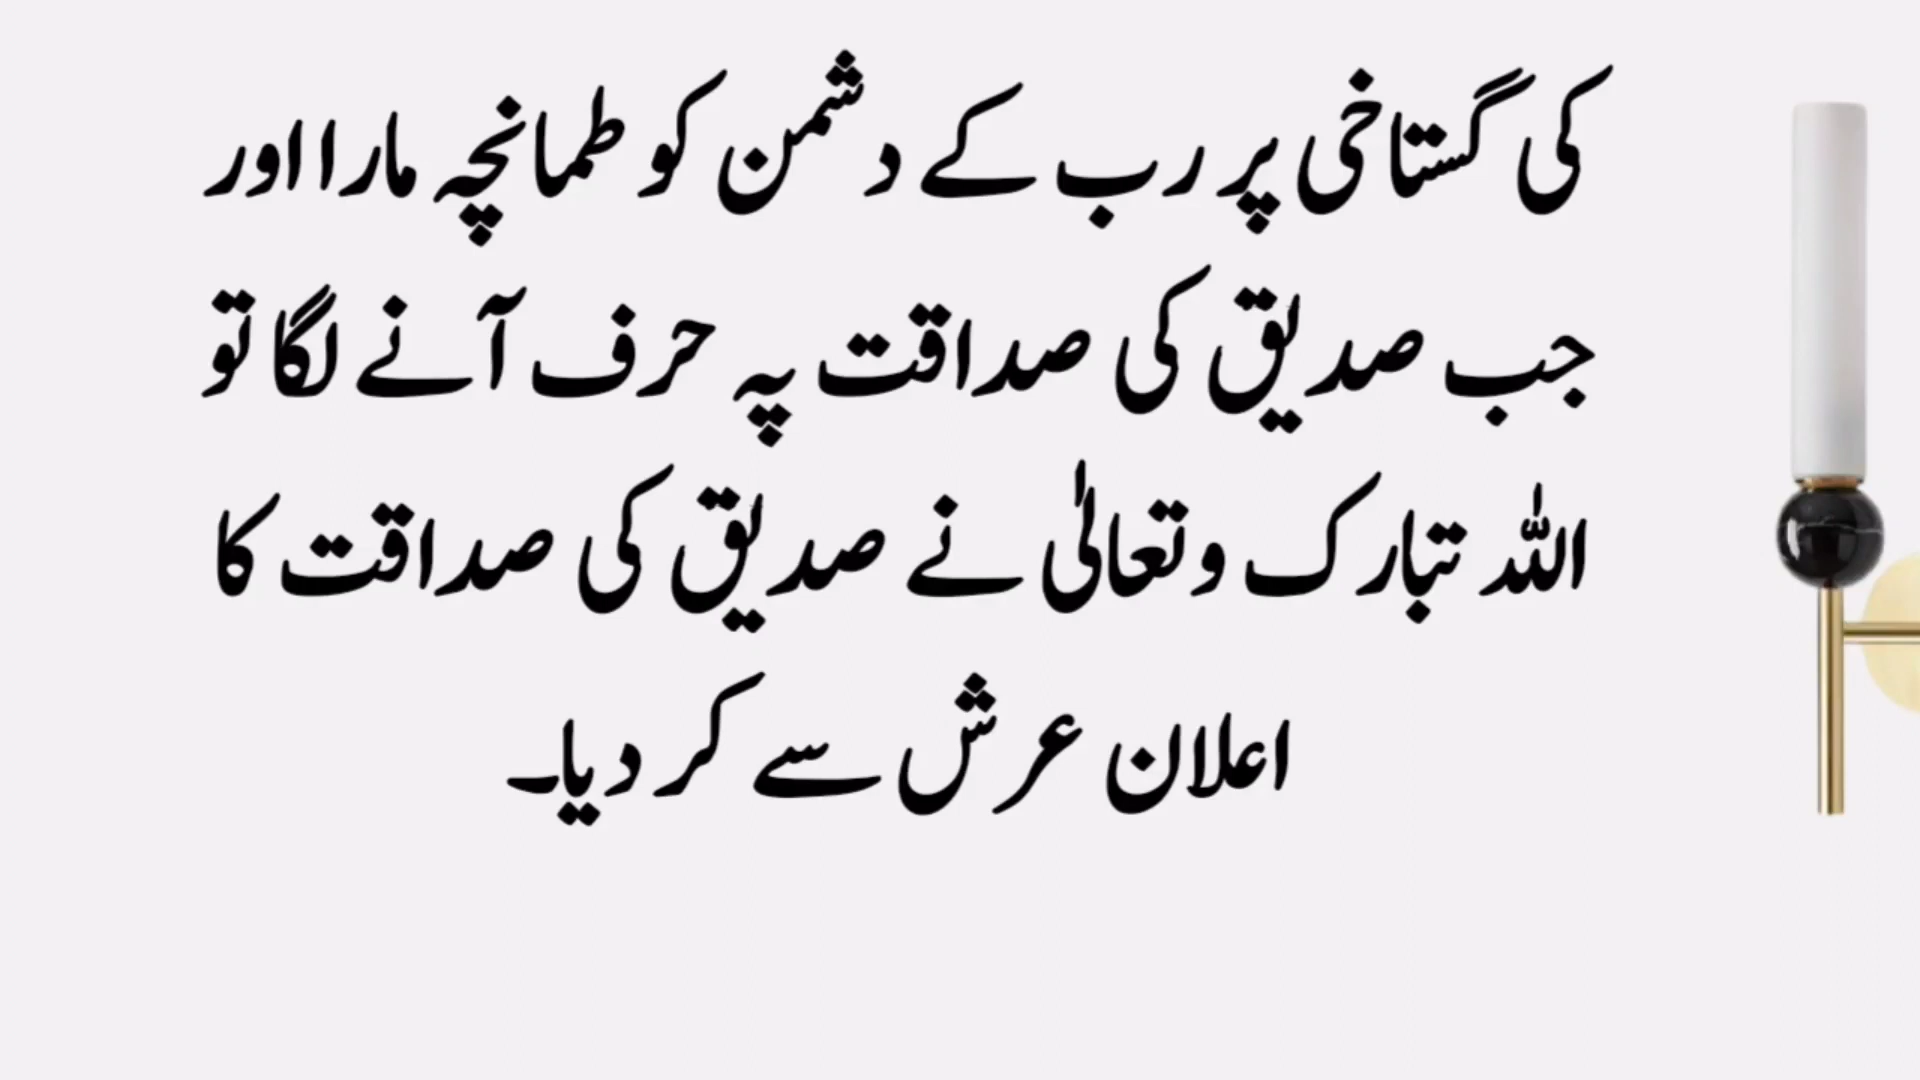 کی گستاخی پر رب کے دشمن کو طمانچہ مارا اور
جب صدیق کی صداقت پہ حرف آنے لگا تو
اللہ تبارک وتعالٰی نے صدیق کی صداقت کا
اعلان عرش سے کر دیا۔